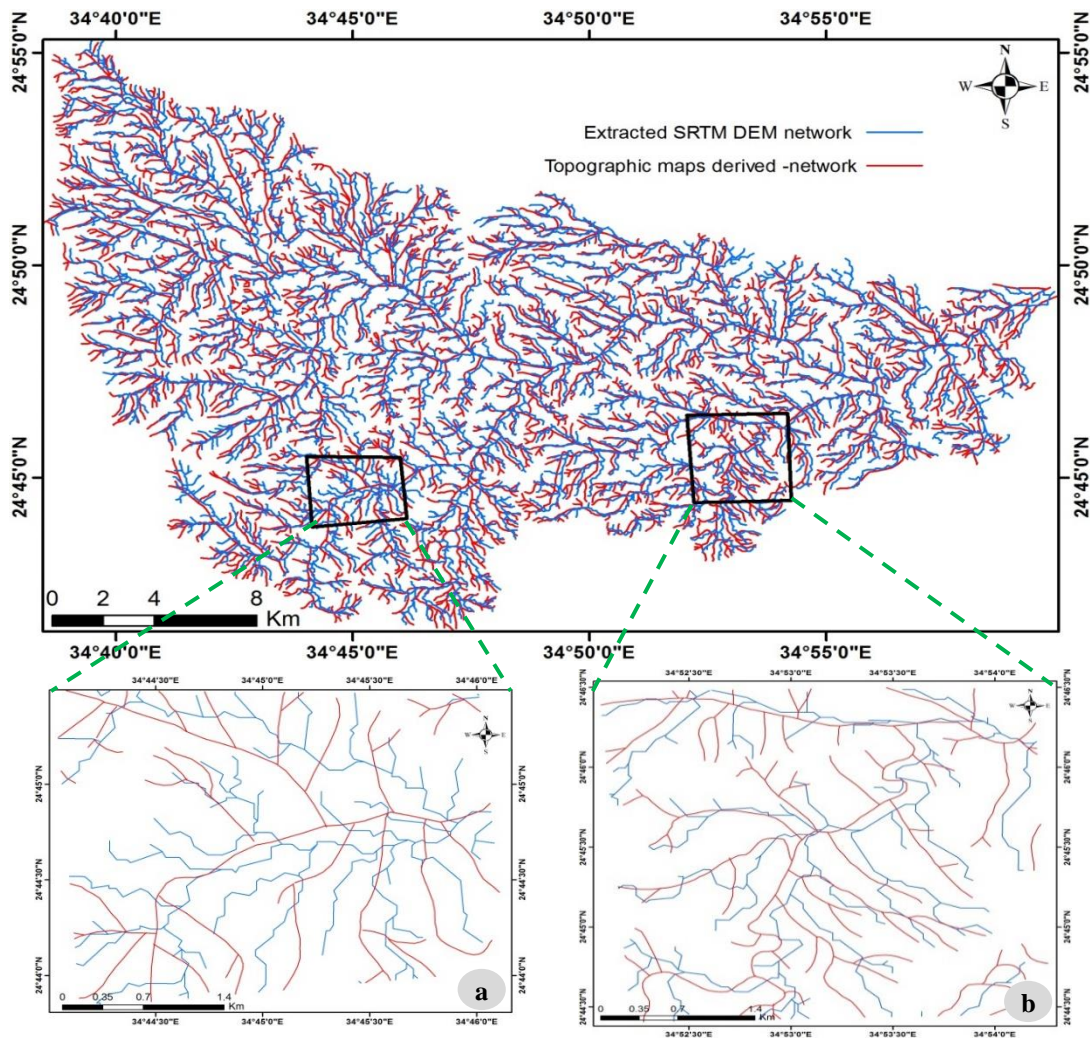 34°40'0"E 34°45'0"E 34°50'0"E 34°55'0"E
24°55'0"N
24°50'0"N
24°45'0"N
24°55'0"N
24°50'0"N
24°45'0"N
N
W E
S
Extracted SRTM DEM network
Topographic maps derived -network
0 2 4 8
Km
34°40'0"E 34°45'0"E 34°50'0"E 34°55'0"E
34°44'30"E 34°45'0"E 34°45'30"E 34°46'0"E
24°45'0"N
24°44'30"N
24°44'0"N
24°45'0"N
24°44'30"N
24°44'0"N
N
W E
S
0 0.35 0.7 1.4
Km
a
34°44'30"E 34°45'0"E 34°45'30"E 34°46'0"E
34°52'30"E 34°53'0"E 34°53'30"E 34°54'0"E
24°46'30"N
24°46'0"N
24°45'30"N
24°45'0"N
24°44'30"N
24°46'30"N
24°46'0"N
24°45'30"N
24°45'0"N
24°44'30"N
N
W E
S
0 0.35 0.7 1.4
Km
b
34°52'30"E 34°53'0"E 34°53'30"E 34°54'0"E